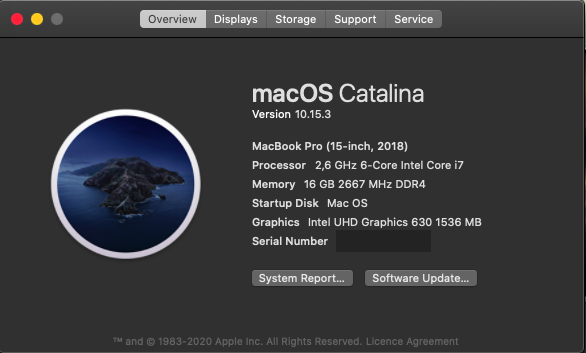 Overview Displays Storage Support Service
macOS Catalina
Version 10.15.3
MacBook Pro (15-inch, 2018)
Processor 2,6 GHz 6-Core Intel Core i7
Memory 16 GB 2667 MHz DDR4
Startup Disk Mac OS
Graphics Intel UHD Graphics 630 1536 MB
Serial Number
System Report... Software Update...
™ and © 1983-2020 Apple Inc. All Rights Reserved. Licence Agreement